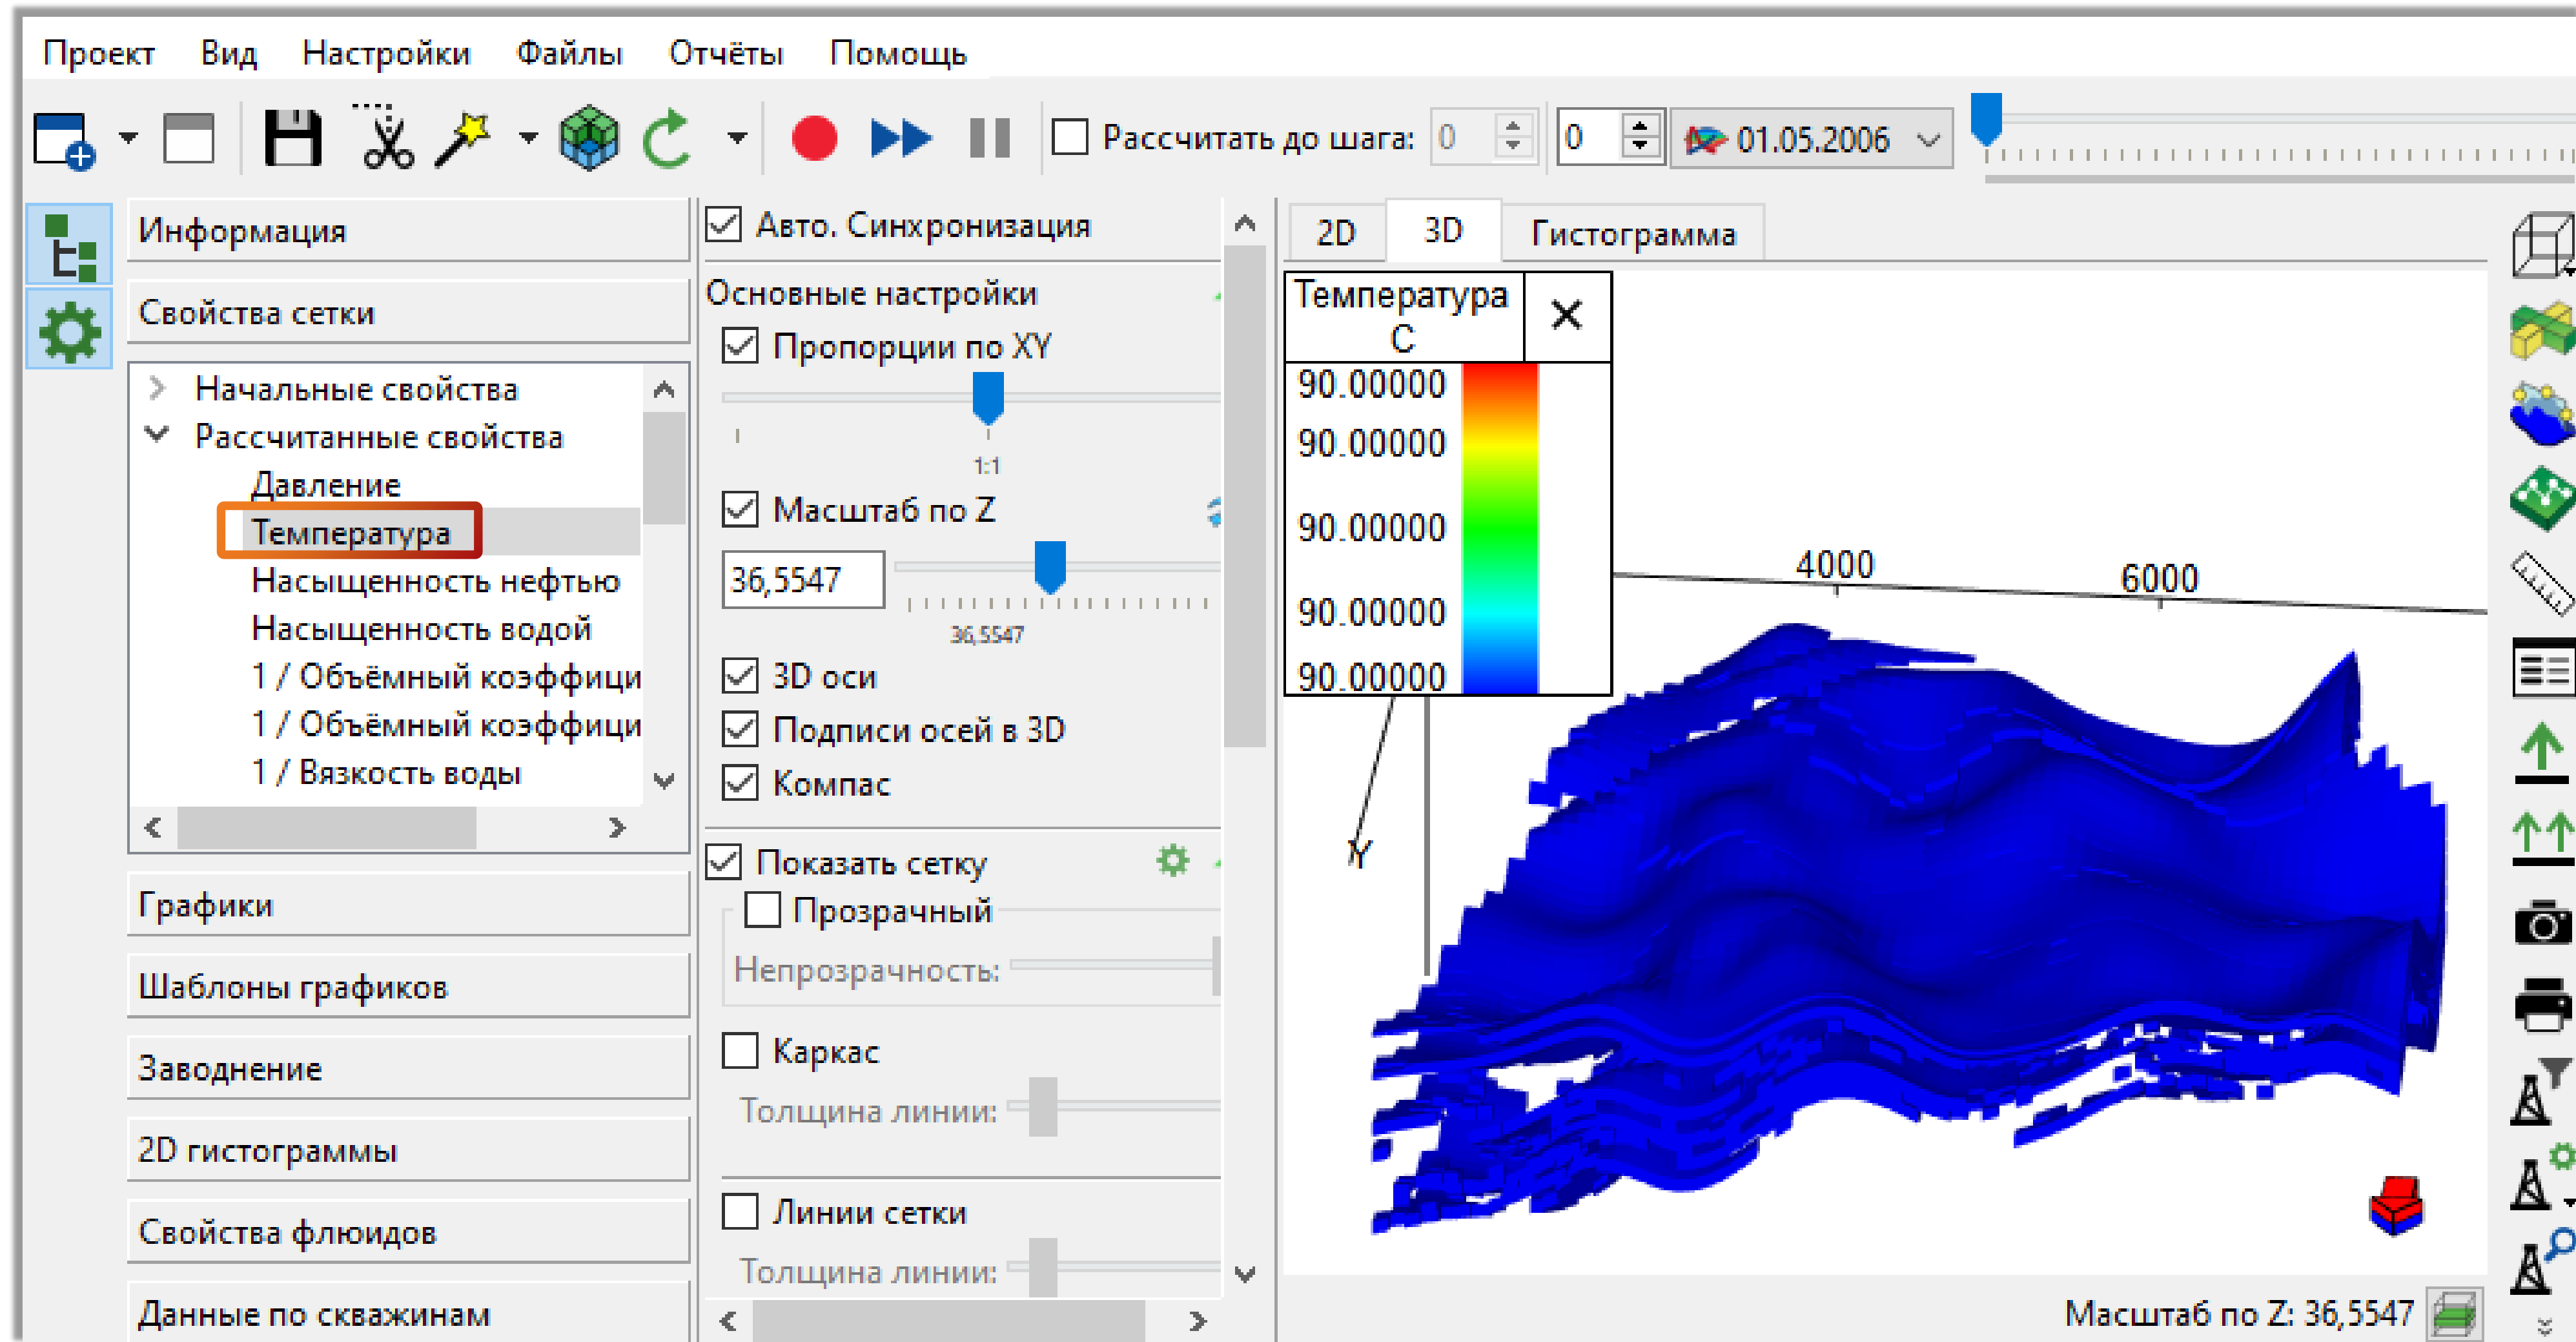 Проект Вид Настройки Файлы Отчёты Помощь
Рассчитать до шага: 0 0 01.05.2006
Информация
Свойства сетки
Начальные свойства
Рассчитанные свойства
Давление
Температура
Насыщенность нефтью
Насыщенность водой
1 / Объёмный коэффици
1 / Объёмный коэффици
1 / Вязкость воды
Графики
Шаблоны графиков
Заводнение
2D гистограммы
Свойства флюидов
Данные по скважинам
Авто. Синхронизация
Основные настройки
Пропорции по XY
1:1
Масштаб по Z
36,5547
36,5547
3D оси
Подписи осей в 3D
Компас
Показать сетку
Прозрачный
Непрозрачность:
Каркас
Толщина линии:
Линии сетки
Толщина линии:
2D 3D Гистограмма
Температура
C
90.00000
90.00000
90.00000
90.00000
90.00000
4000 6000
Y
Масштаб по Z: 36,5547